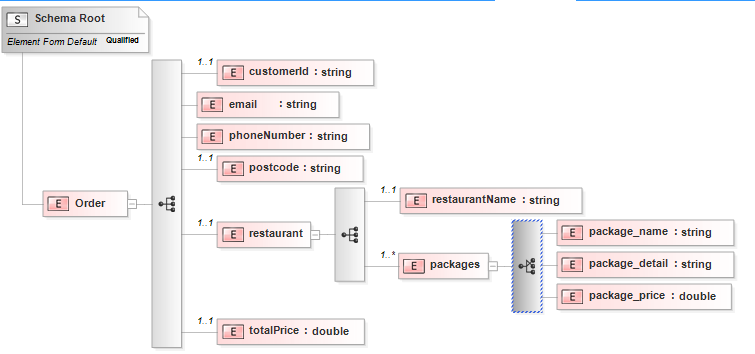 S Schema Root
Element Form Default Qualified
1..1
E customerId : string
E email : string
E phoneNumber : string
1..1
E postcode : string
1..1
E restaurantName : string
E Order
1..1
E restaurant
E package_name : string
1..*
E packages
E package_detail : string
E package_price : double
1..1
E totalPrice : double